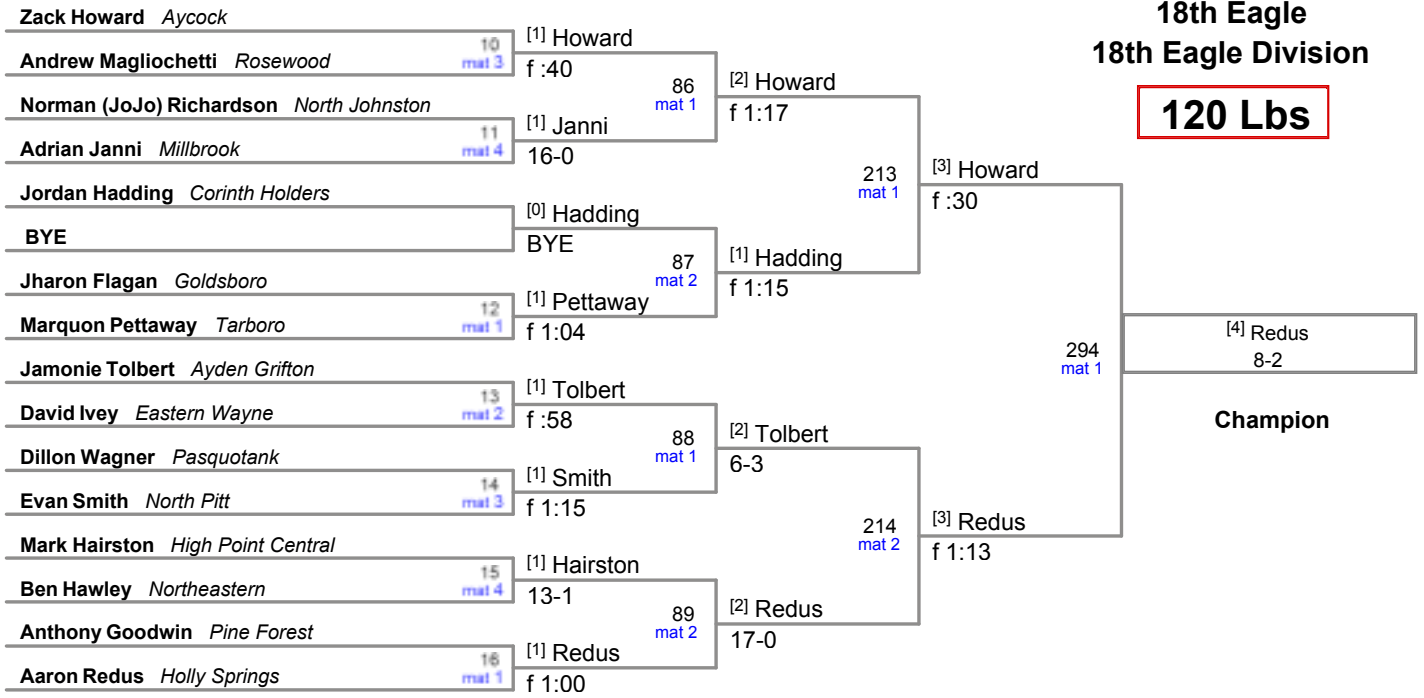 18th Eagle
18th Eagle Division
120 Lbs
Zack Howard Aycock
10
mat 3
Andrew Magliochetti Rosewood
[1] Howard
f :40
Norman (JoJo) Richardson North Johnston
11
mat 4
Adrian Janni Millbrook
[1] Janni
16-0
86
mat 1
[2] Howard
f 1:17
Jordan Hadding Corinth Holders
BYE
[0] Hadding
BYE
Jharon Flagan Goldsboro
12
mat 1
Marquon Pettaway Tarboro
[1] Pettaway
f 1:04
87
mat 2
[1] Hadding
f 1:15
213
mat 1
[3] Howard
f :30
Jamonie Tolbert Ayden Grifton
13
mat 2
David Ivey Eastern Wayne
[1] Tolbert
f :58
Dillon Wagner Pasquotank
14
mat 3
Evan Smith North Pitt
[1] Smith
f 1:15
88
mat 1
[2] Tolbert
6-3
Mark Hairston High Point Central
15
mat 4
Ben Hawley Northeastern
[1] Hairston
13-1
Anthony Goodwin Pine Forest
16
mat 1
Aaron Redus Holly Springs
[1] Redus
f 1:00
89
mat 2
[2] Redus
17-0
214
mat 2
[3] Redus
f 1:13
294
mat 1
[4] Redus
8-2
Champion